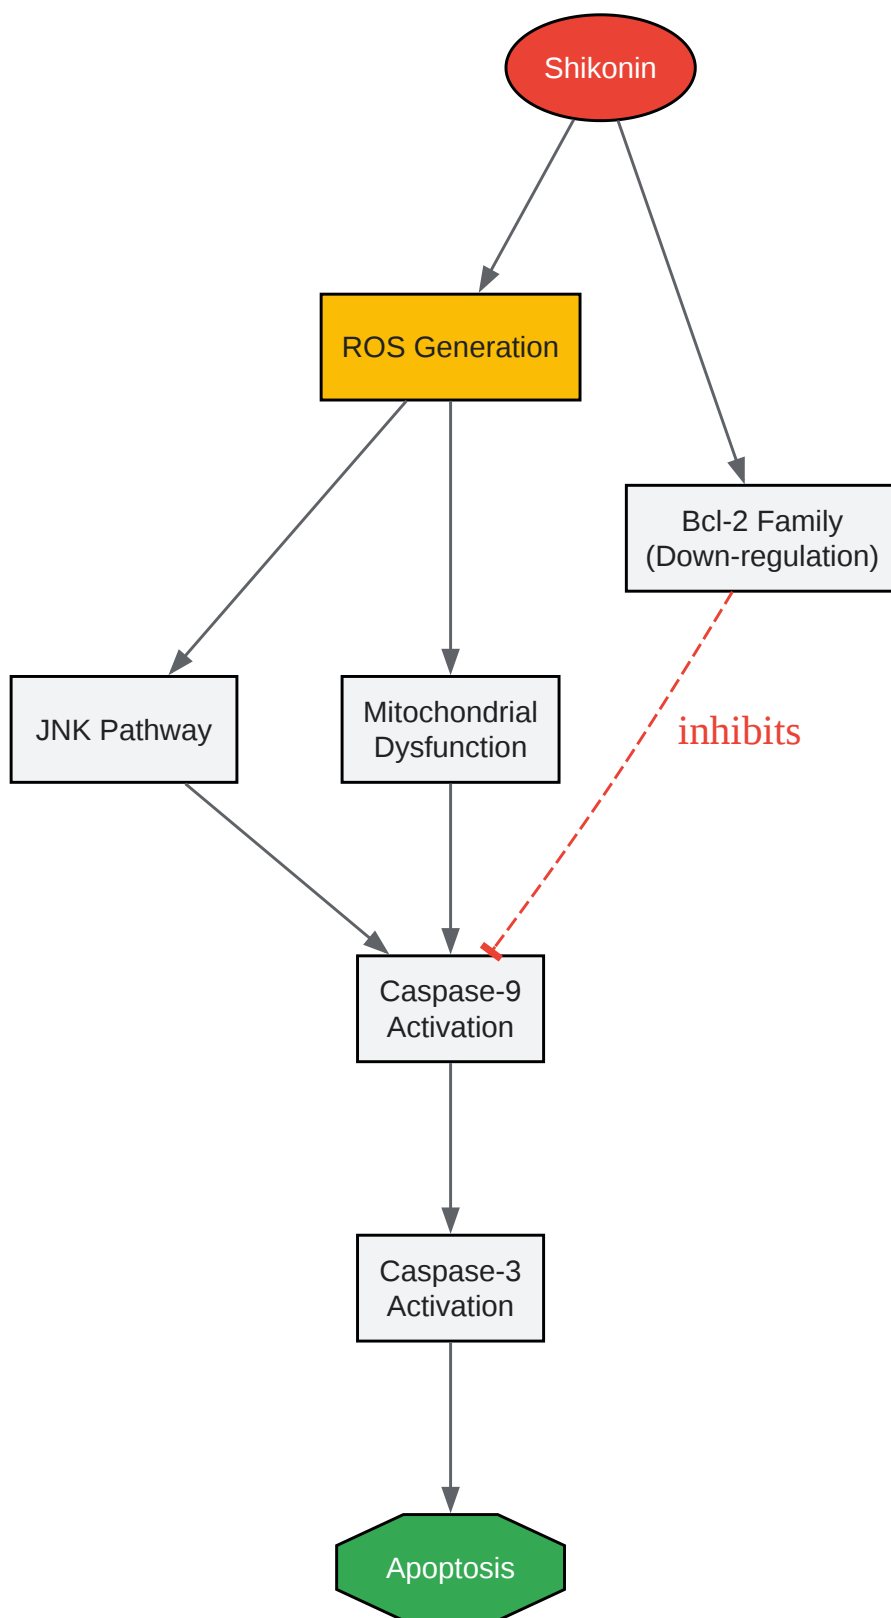 Shikonin
ROS Generation
Bcl-2 Family
(Down-regulation)
JNK Pathway
Mitochondrial
Dysfunction
inhibits
Caspase-9
Activation
Caspase-3
Activation
Apoptosis